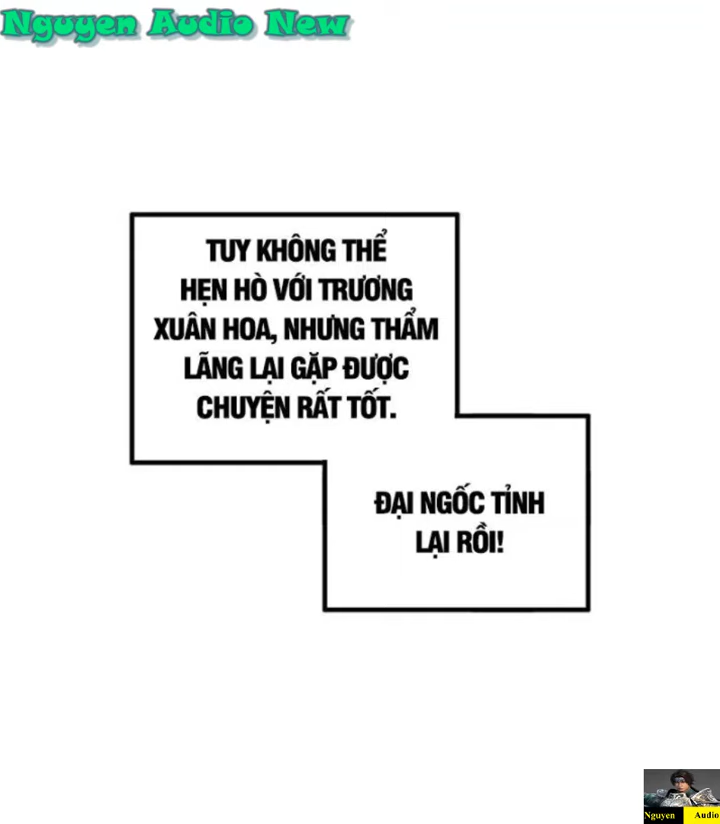 Nguyen Audio New
TUY KHÔNG THỂ
HẸN HÒ VỚI TRƯƠNG
XUÂN HOA, NHƯNG THẨM
LÃNG LẠI GẶP ĐƯỢC
CHUYỆN RẤT TỐT.
ĐẠI NGỐC TỈNH
LẠI RỒI!
Nguyen Audio